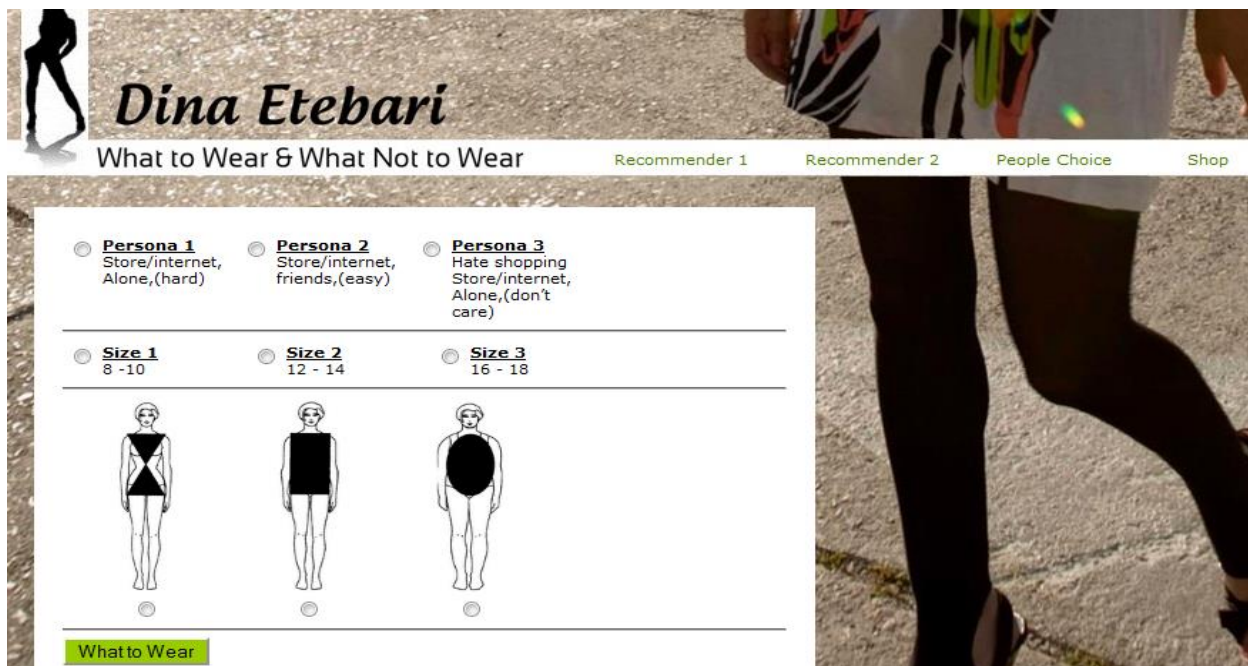 Dina Etebari
What to Wear & What Not to Wear
Recommender 1 Recommender 2 People Choice Shop
Persona 1
Store/internet,
Alone,(hard)
Persona 2
Store/internet,
friends,(easy)
Persona 3
Hate shopping
Store/internet,
Alone,(don't
care)
Size 1
8 -10
Size 2
12 - 14
Size 3
16 - 18
What to Wear